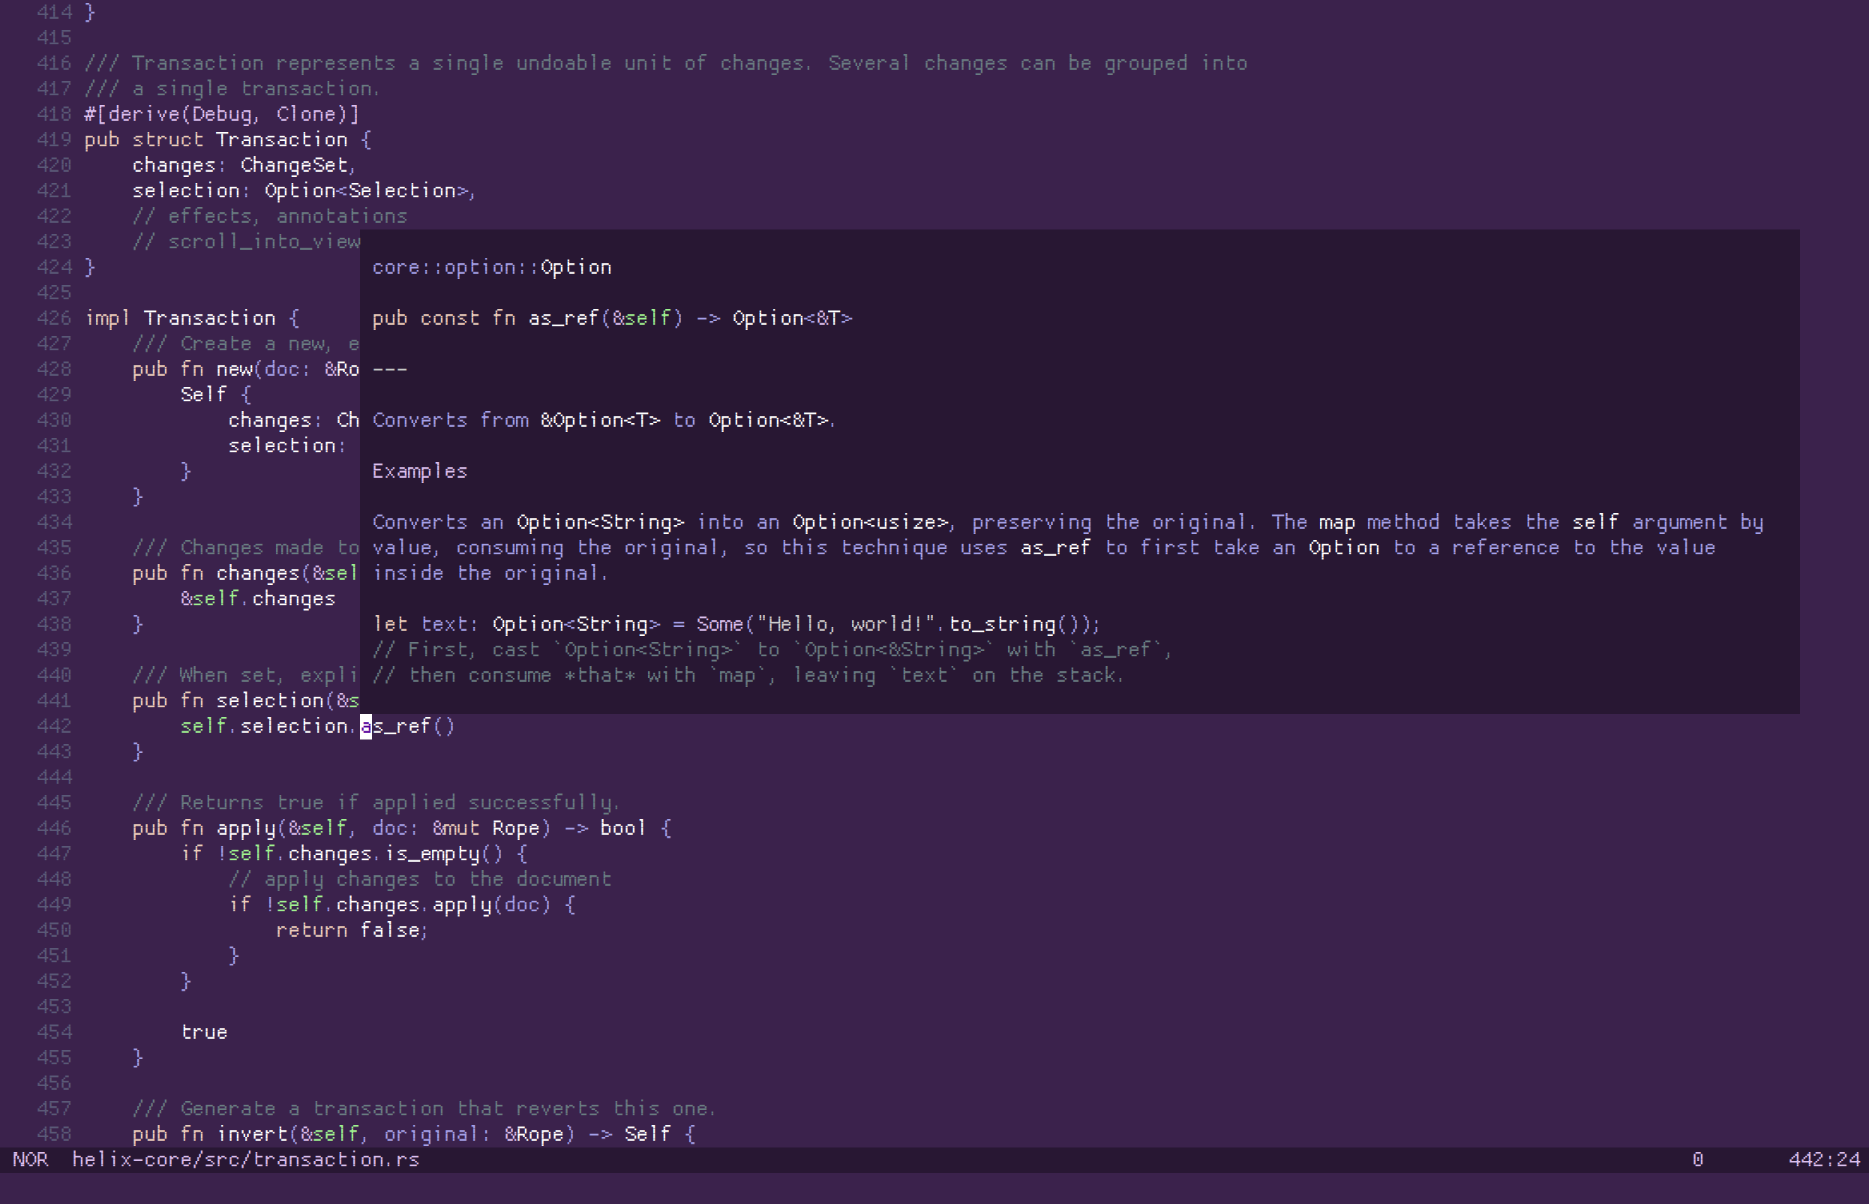 414 }
415
416 /// Transaction represents a single undoable unit of changes. Several changes can be grouped into
417 /// a single transaction.
418 #[derive(Debug, Clone)]
419 pub struct Transaction {
420     changes: ChangeSet,
421     selection: Option<Selection>,
422     // effects, annotations
423     // scroll_into_view
424 }
425
426 impl Transaction {
427     /// Create a new, e
428     pub fn new(doc: &Ro
429         Self {
430             changes: Ch
431             selection:
432         }
433     }
434
435     /// Changes made to
436     pub fn changes(&sel
437         &self.changes
438     }
439
440     /// When set, expli
441     pub fn selection(&s
core::option::Option
pub const fn as_ref(&self) -> Option<&T>
---
Converts from &Option<T> to Option<&T>.
Examples
Converts an Option<String> into an Option<usize>, preserving the original. The map method takes the self argument by
value, consuming the original, so this technique uses as_ref to first take an Option to a reference to the value
inside the original.
let text: Option<String> = Some("Hello, world!".to_string());
// First, cast `Option<String>` to `Option<&String>` with `as_ref`,
// then consume *that* with `map`, leaving `text` on the stack.
442         self.selection.as_ref()
443     }
444
445     /// Returns true if applied successfully.
446     pub fn apply(&self, doc: &mut Rope) -> bool {
447         if !self.changes.is_empty() {
448             // apply changes to the document
449             if !self.changes.apply(doc) {
450                 return false;
451             }
452         }
453
454         true
455     }
456
457     /// Generate a transaction that reverts this one.
458     pub fn invert(&self, original: &Rope) -> Self {
NOR  helix-core/src/transaction.rs 0 442:24